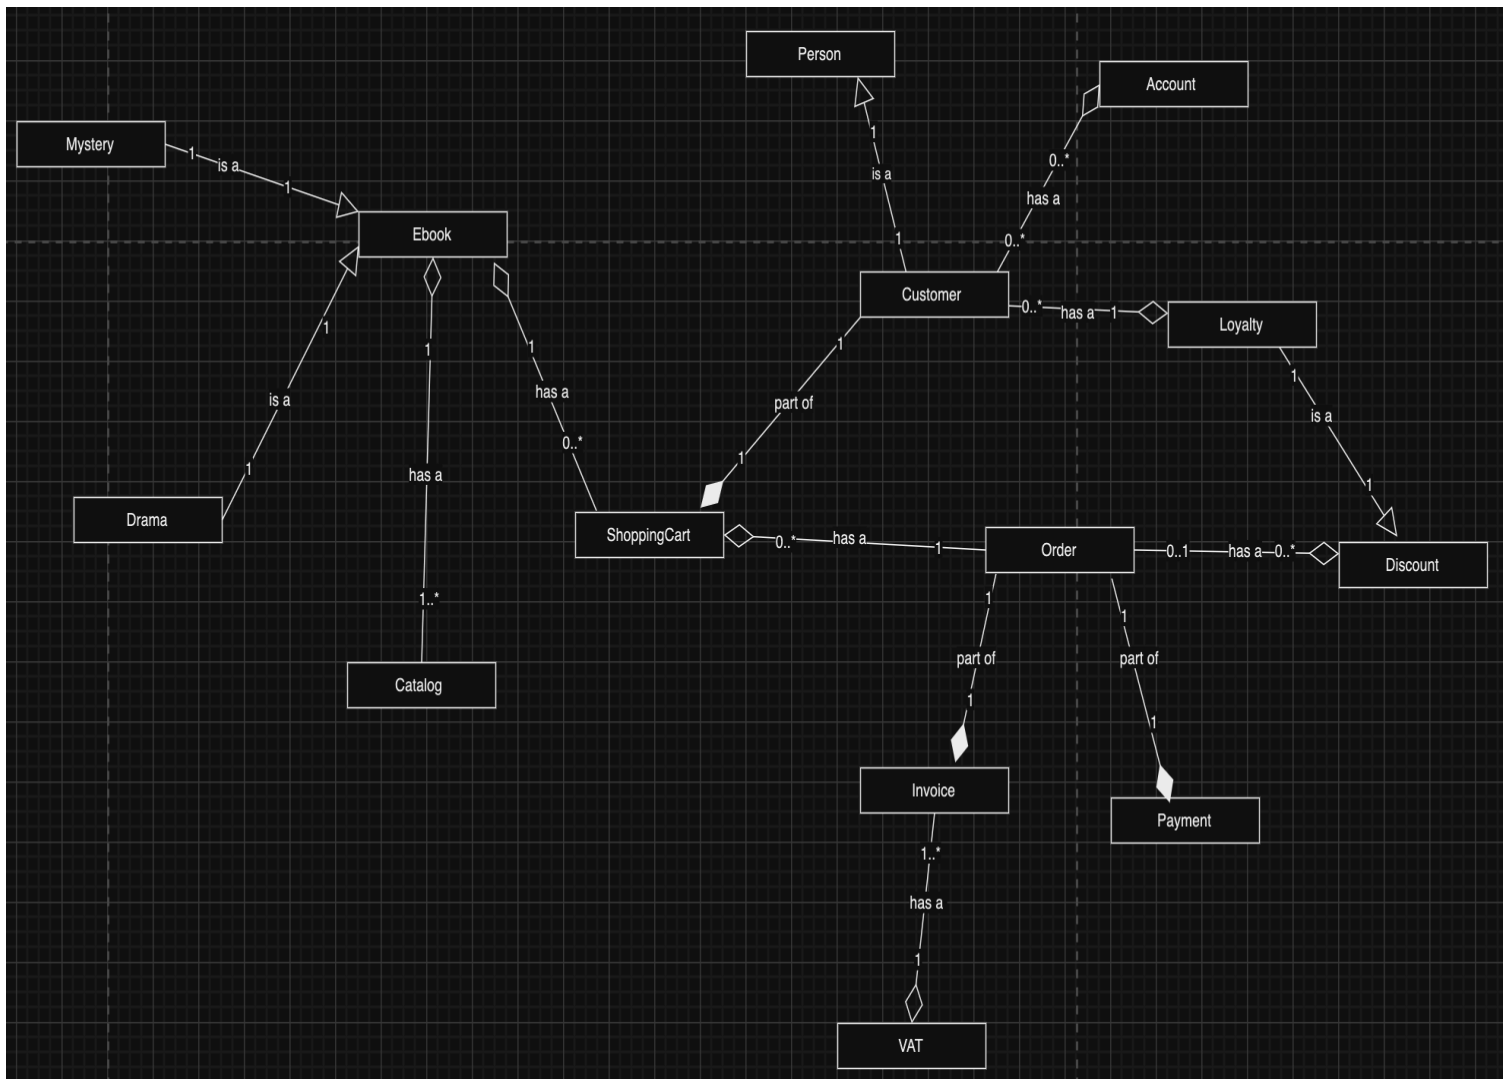 Person
Account
Mystery
1
is a
1
1
is a
1
0..*
has a
0..*
Ebook
Customer
0..*
has a
1
Loyalty
1
is a
1
1
has a
1..*
1
has a
0..*
1
part of
1
1
is a
1
Drama
ShoppingCart
0..*
has a
1
Order
0..1
has a
0..*
Discount
Catalog
1
part of
1
1
part of
1
Invoice
Payment
1..*
has a
1
VAT